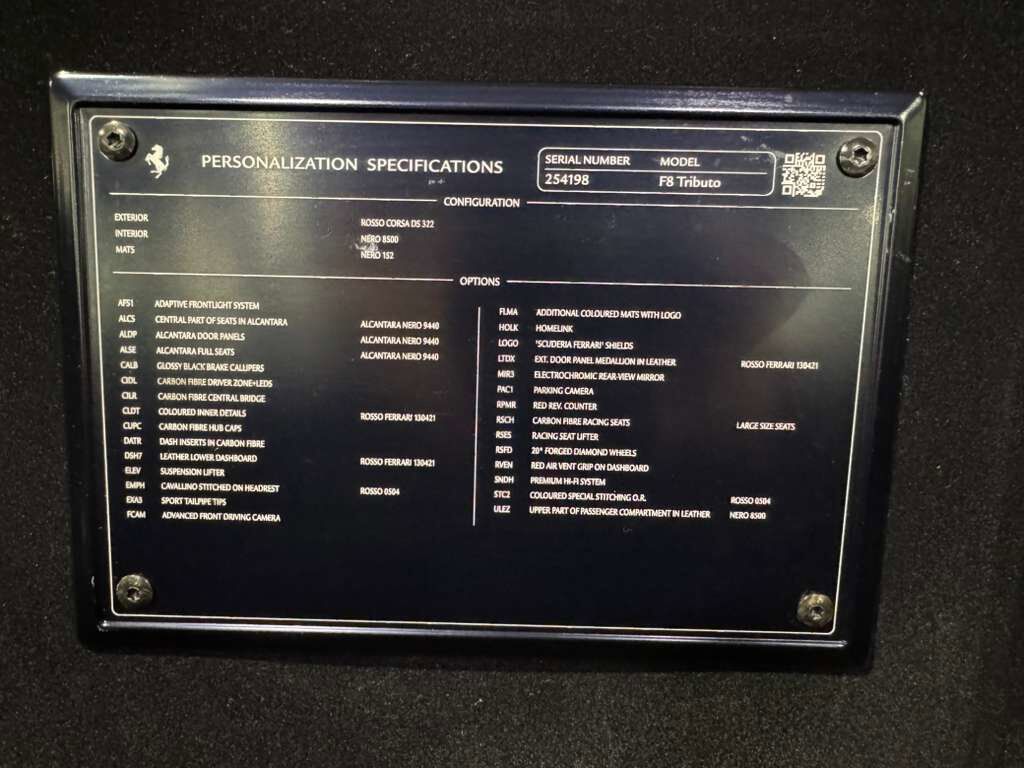 PERSONALIZATION SPECIFICATIONS
SERIAL NUMBER MODEL
254198 F8 Tributo
CONFIGURATION
EXTERIOR ROSSO CORSA DS 322
INTERIOR NERO 8500
MATS NERO 152
OPTIONS
AFS1 ADAPTIVE FRONTLIGHT SYSTEM
ALCS CENTRAL PART OF SEATS IN ALCANTARA ALCANTARA NERO 9440
ALDP ALCANTARA DOOR PANELS ALCANTARA NERO 9440
ALSE ALCANTARA FULL SEATS ALCANTARA NERO 9440
CALB GLOSSY BLACK BRAKE CALLIPERS
CIDL CARBON FIBRE DRIVER ZONE+LEDS
CILR CARBON FIBRE CENTRAL BRIDGE
CLDT COLOURED INNER DETAILS ROSSO FERRARI 130421
CUPC CARBON FIBRE HUB CAPS
DATR DASH INSERTS IN CARBON FIBRE
DSH7 LEATHER LOWER DASHBOARD ROSSO FERRARI 130421
ELEV SUSPENSION LIFTER
EMPH CAVALLINO STITCHED ON HEADREST ROSSO 0504
EXA3 SPORT TAILPIPE TIPS
FCAM ADVANCED FRONT DRIVING CAMERA
FLMA ADDITIONAL COLOURED MATS WITH LOGO
HOLK HOMELINK
LOGO "SCUDERIA FERRARI" SHIELDS
LTDX EXT. DOOR PANEL MEDALLION IN LEATHER ROSSO FERRARI 130421
MIR3 ELECTROCHROMIC REAR-VIEW MIRROR
PAC1 PARKING CAMERA
RPMR RED REV. COUNTER
RSCH CARBON FIBRE RACING SEATS LARGE SIZE SEATS
RSES RACING SEAT LIFTER
RSFD 20" FORGED DIAMOND WHEELS
RVEN RED AIR VENT GRIP ON DASHBOARD
SNDH PREMIUM HI-FI SYSTEM
STC2 COLOURED SPECIAL STITCHING O.R. ROSSO 0504
ULEZ UPPER PART OF PASSENGER COMPARTMENT IN LEATHER NERO 8500